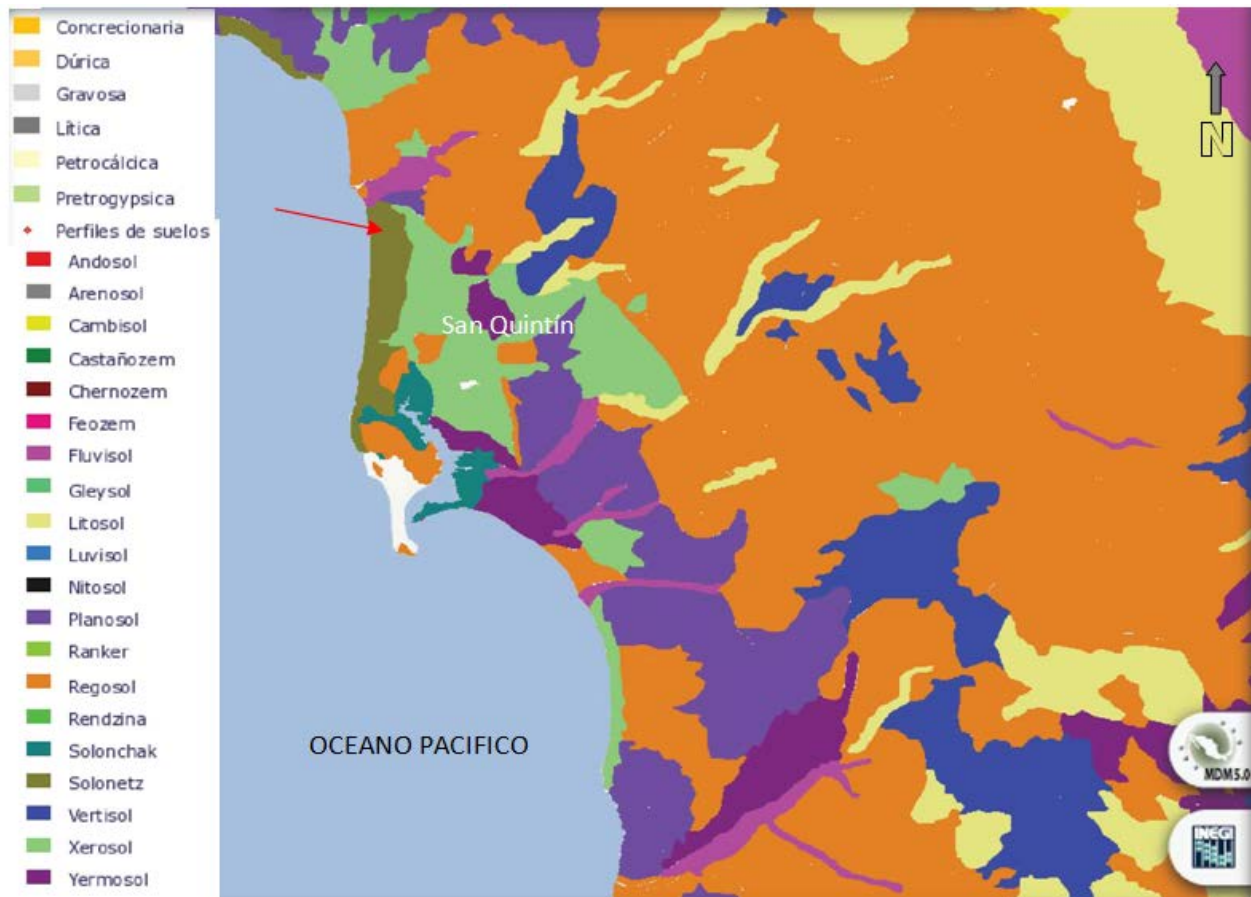 Concrecionaria
Dúrica
Gravosa
Lítica
Petrocálcica
Pretrogypsica
Perfiles de suelos
Andosol
Arenosol
Cambisol
Castañozem
Chernozem
Feozem
Fluvisol
Gleysol
Litosol
Luvisol
Nitosol
Planosol
Ranker
Regosol
Rendzina
Solonchak
Solonetz
Vertisol
Xerosol
Yermosol
N
San Quintín
OCEANO PACIFICO
MDM5.0
INEGI